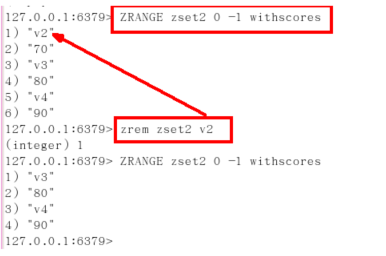 127.0.0.1:6379> ZRANGE zset2 0 -1 withscores
1) "v2"
2) "70"
3) "v3"
4) "80"
5) "v4"
6) "90"
127.0.0.1:6379> zrem zset2 v2
(integer) 1
127.0.0.1:6379> ZRANGE zset2 0 -1 withscores
1) "v3"
2) "80"
3) "v4"
4) "90"
127.0.0.1:6379>